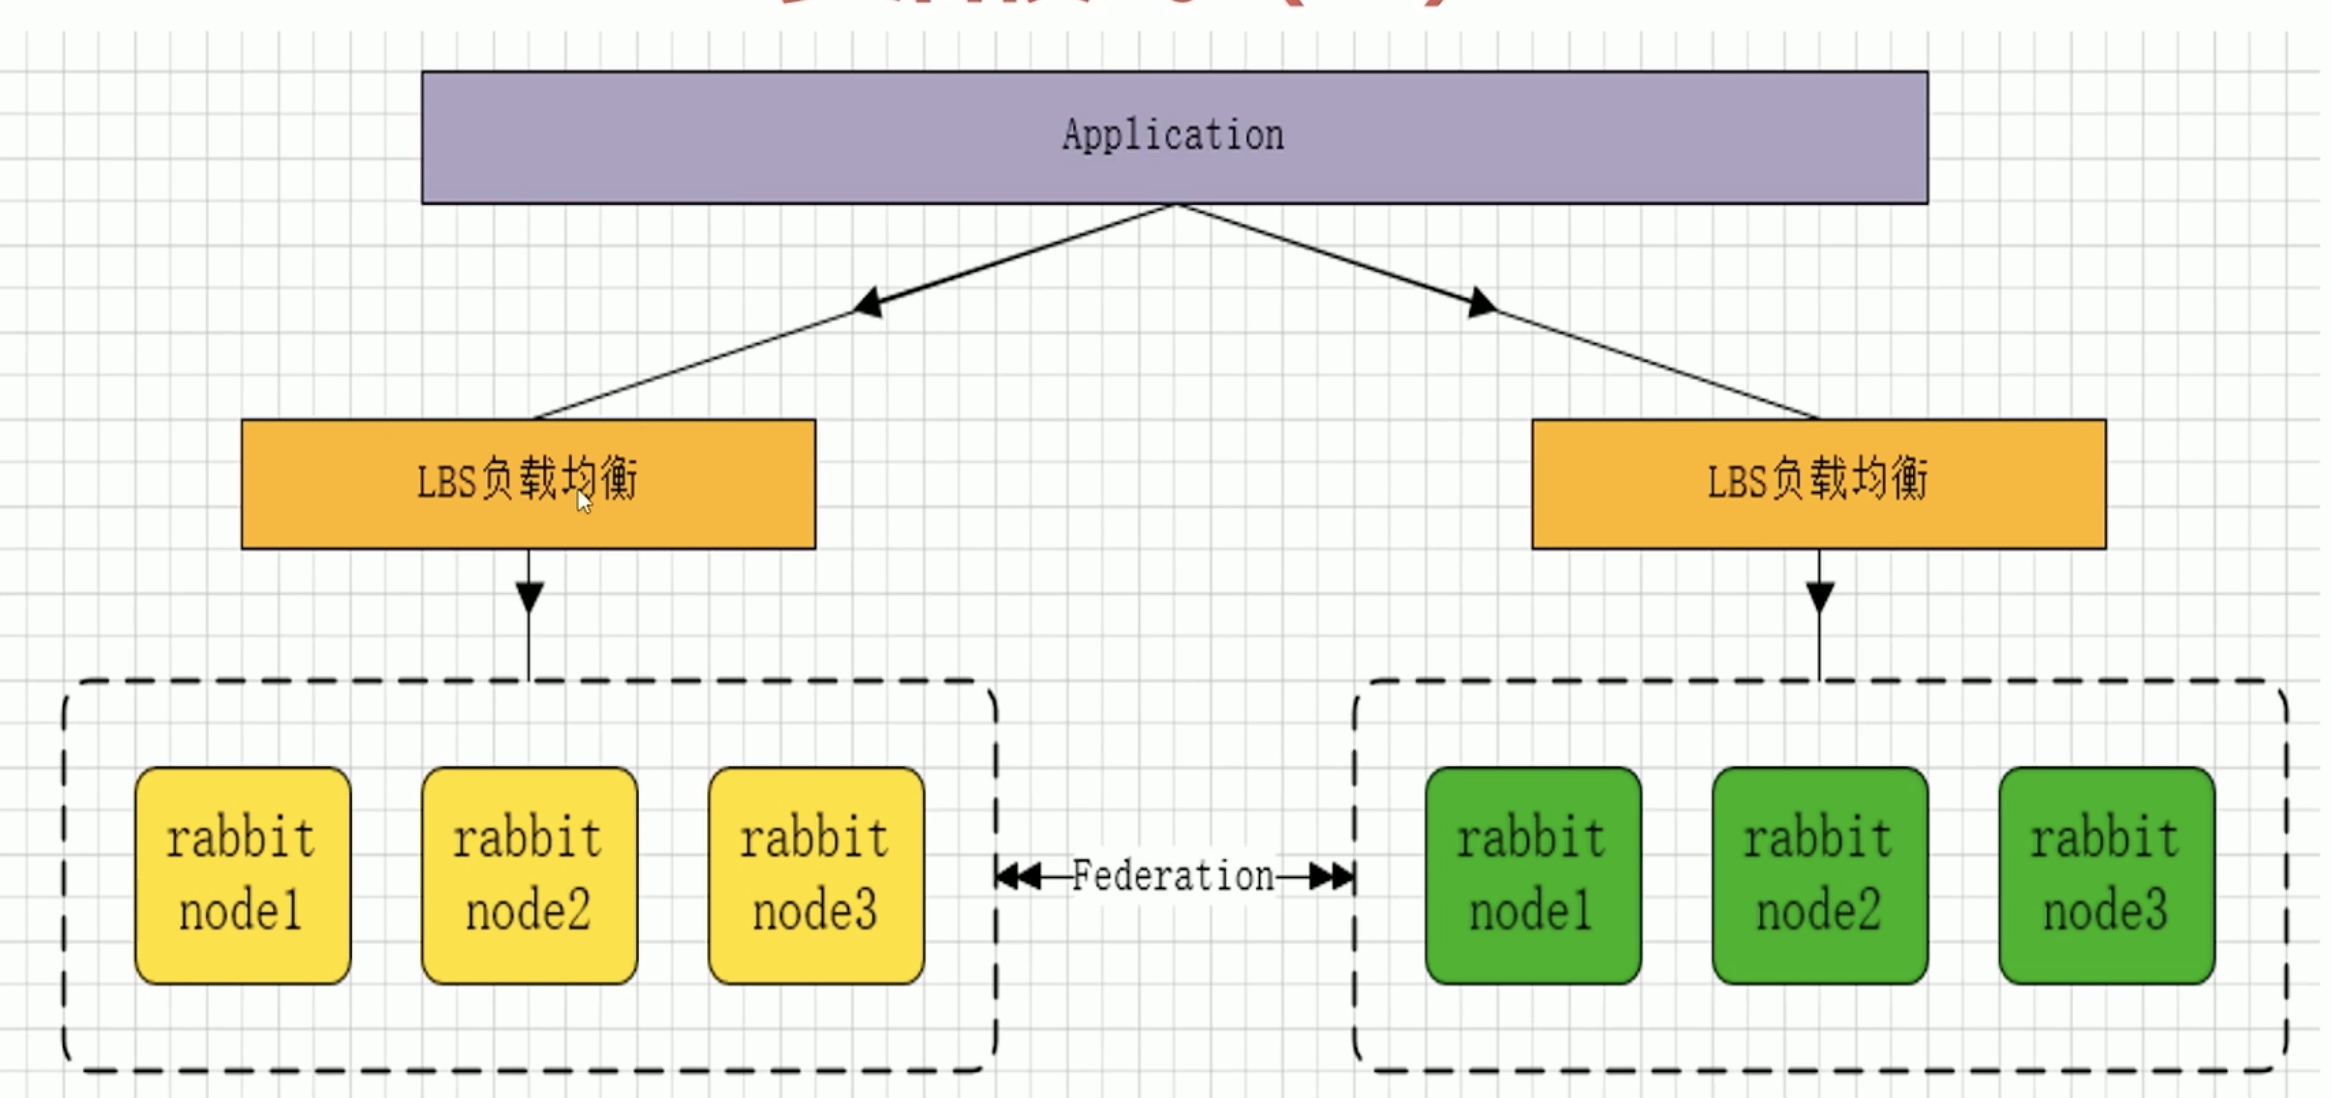 Application
LBS负载均衡
LBS负载均衡
rabbit
node1
rabbit
node2
rabbit
node3
Federation
rabbit
node1
rabbit
node2
rabbit
node3